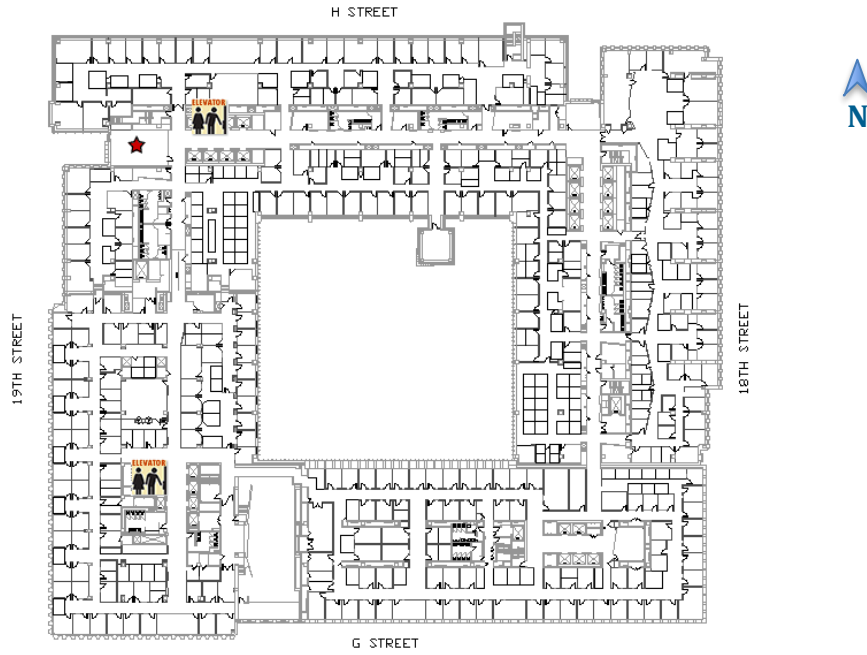 H STREET
N
ELEVATOR
19TH STREET
18TH STREET
ELEVATOR
G STREET